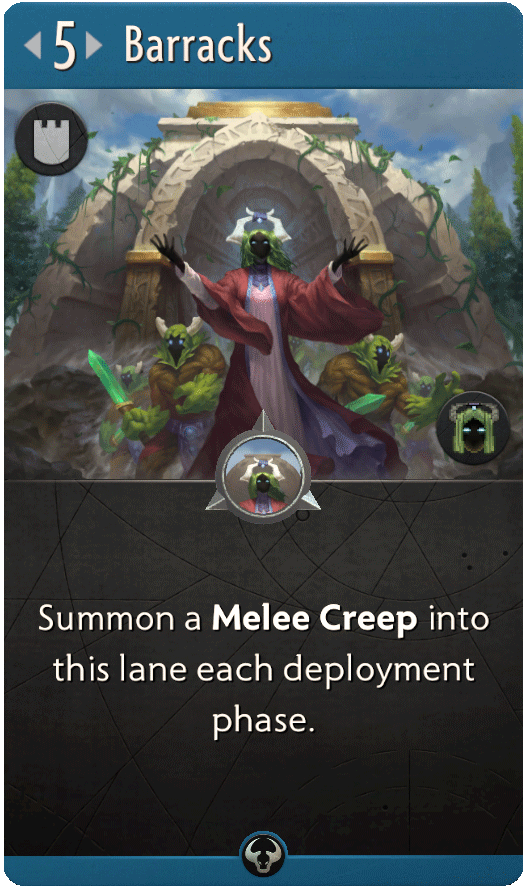 5 Barracks
Summon a Melee Creep into
this lane each deployment
phase.